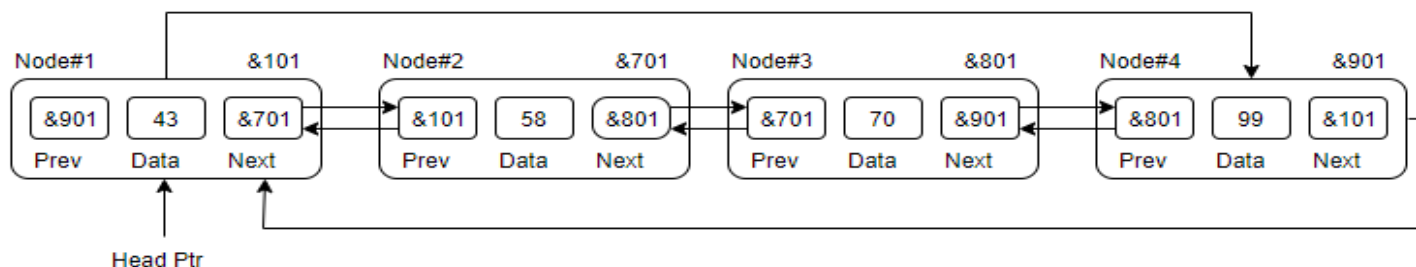 Node#1 &101 Node#2 &701 Node#3 &801 Node#4 &901
&901 43 &701 &101 58 &801 &701 70 &901 &801 99 &101
Prev Data Next Prev Data Next Prev Data Next Prev Data Next
Head Ptr